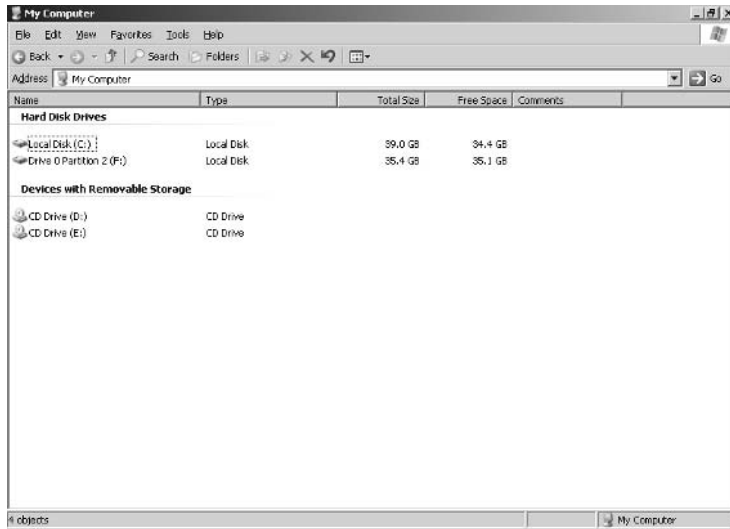 My Computer
File Edit View Favorites Tools Help
Back Search Folders
Address My Computer Go
Name Type Total Size Free Space Comments
Hard Disk Drives
Local Disk (C:) Local Disk 39.0 GB 34.4 GB
Drive 0 Partition 2 (F:) Local Disk 35.4 GB 35.1 GB
Devices with Removable Storage
CD Drive (D:) CD Drive
CD Drive (E:) CD Drive
4 objects My Computer